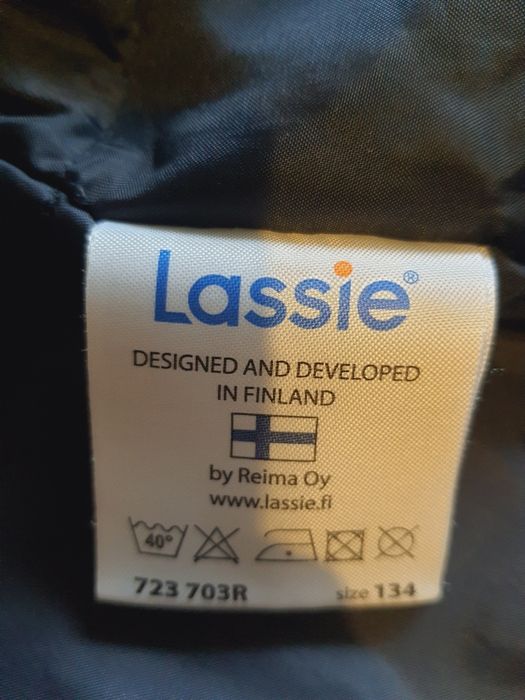 Lassie®
DESIGNED AND DEVELOPED
IN FINLAND
by Reima Oy
www.lassie.fi
40°
723 703R size 134